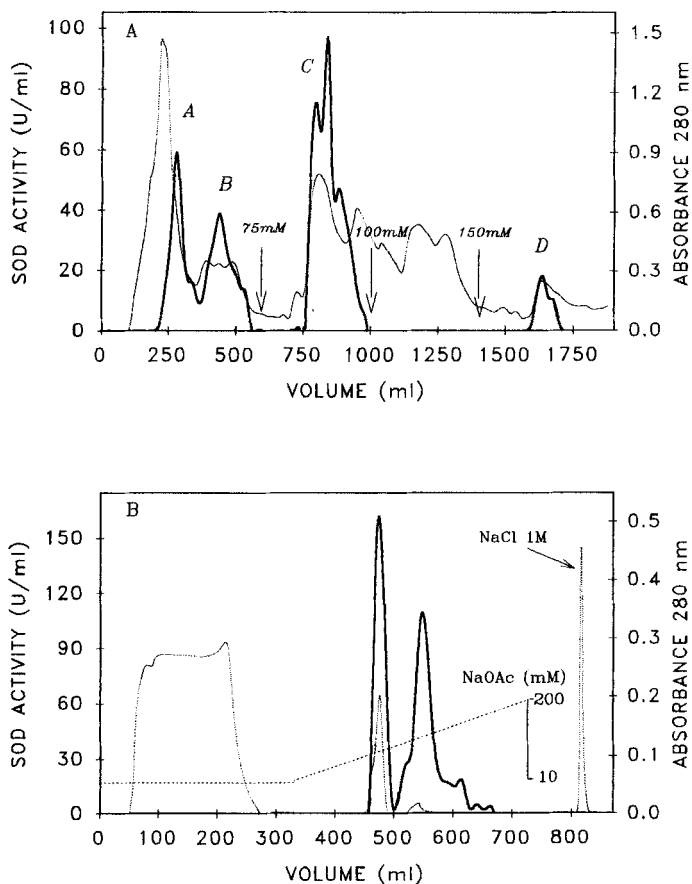 A
SOD ACTIVITY (U/ml)
100
80
60
40
20
0
A
B
C
D
75mM
100mM
150mM
1.5
1.2
0.9
0.6
0.3
0.0
ABSORBANCE 280 nm
0 250 500 750 1000 1250 1500 1750
VOLUME (ml)
B
SOD ACTIVITY (U/ml)
150
120
90
60
30
0
NaCl 1M
NaOAc (mM)
200
10
0.5
0.4
0.3
0.2
0.1
0.0
ABSORBANCE 280 nm
0 100 200 300 400 500 600 700 800
VOLUME (ml)